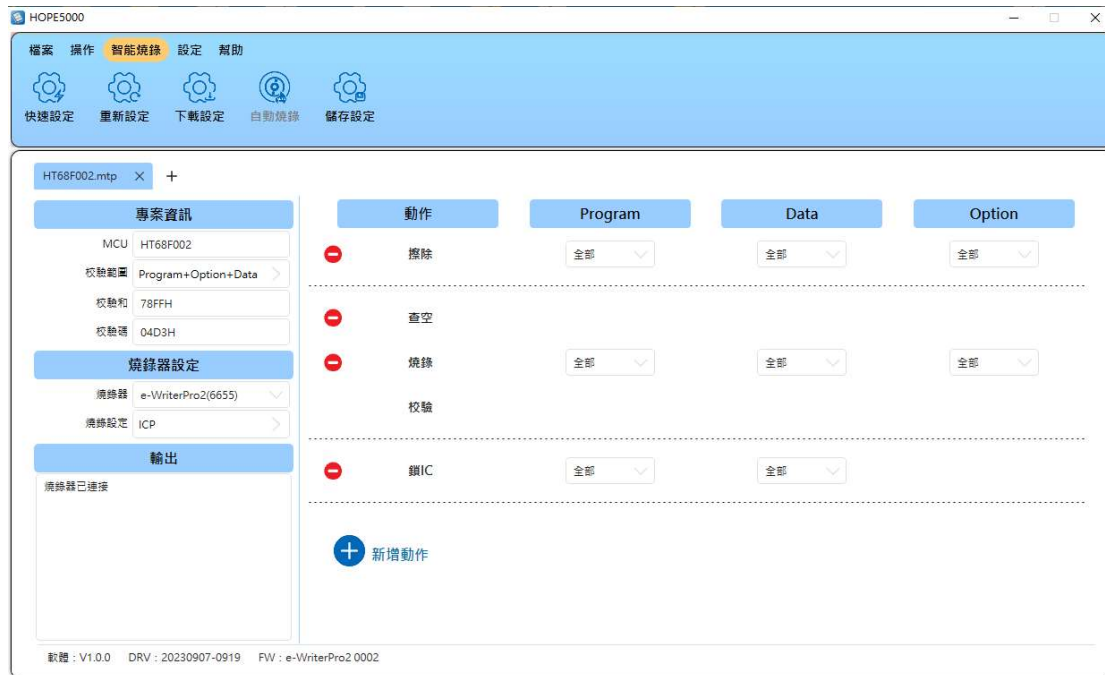 HOPE5000
檔案 操作 智能燒錄 設定 幫助
快速設定 重新設定 下載設定 自動燒錄 儲存設定
HT68F002.mtp
專案資訊
MCU HT68F002
校驗範圍 Program+Option+Data
校驗和 78FFH
校驗碼 04D3H
燒錄器設定
燒錄器 e-WriterPro2(6655)
燒錄設定 ICP
輸出
燒錄器已連接
動作 Program Data Option
擦除 全部 全部 全部
查空
燒錄 全部 全部 全部
校驗
鎖IC 全部 全部
新增動作
軟體：V1.0.0 DRV：20230907-0919 FW：e-WriterPro2 0002